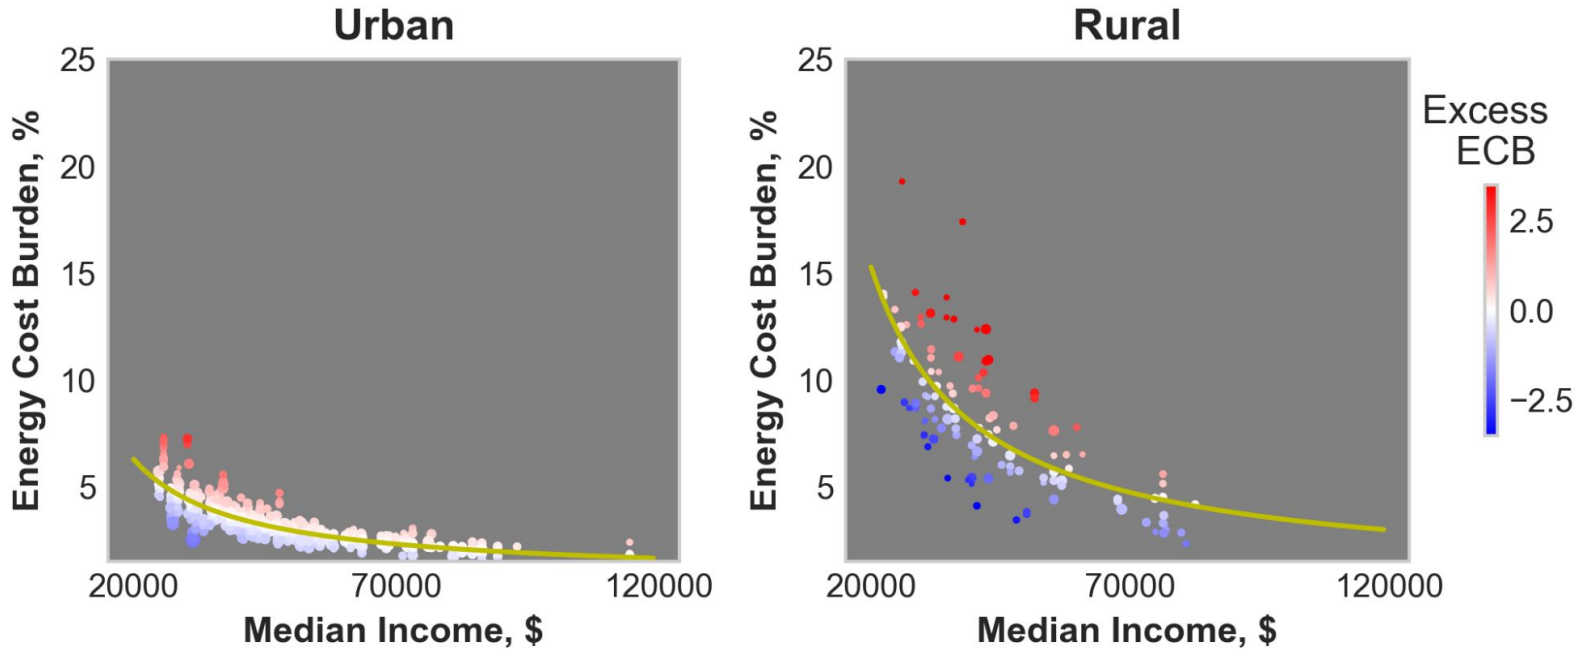 Urban
25
20
15
10
5
Energy Cost Burden, %
20000 70000 120000
Median Income, $
Rural
25
20
15
10
5
Energy Cost Burden, %
20000 70000 120000
Median Income, $
Excess
ECB
2.5
0.0
−2.5